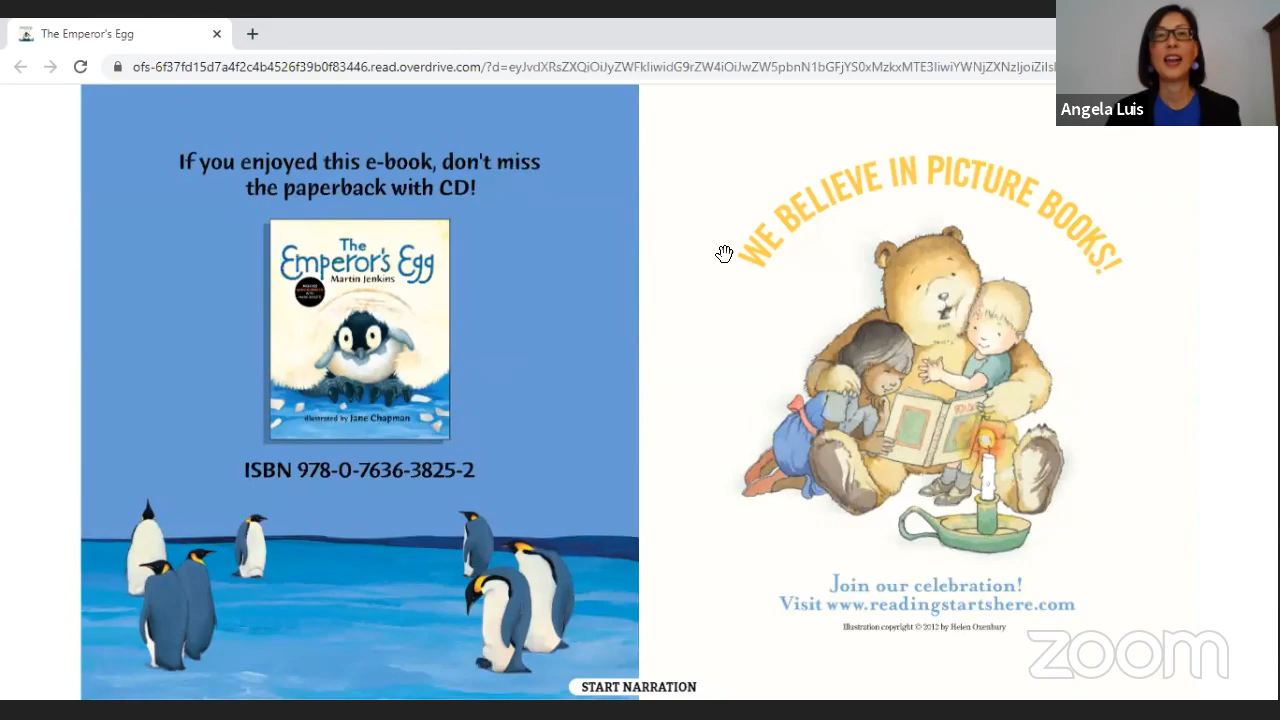 The Emperor's Egg
ofs-6f37fd15d7a4f2c4b4526f39b0f83446.read.overdrive.com/?d=eyJvdXRsZXQiOiJyZWFkIiwidG9rZW4iOiJwZW5pbnN1bGFjYS0xMzkxMTE3IiwiYWNjZXNzIjoiZiIs
Angela Luis
If you enjoyed this e-book, don't miss
the paperback with CD!
The
Emperor's Egg
Martin Jenkins
illustrated by Jane Chapman
ISBN 978-0-7636-3825-2
WE BELIEVE IN PICTURE BOOKS!
Join our celebration!
Visit www.readingstartshere.com
Illustration copyright © 2012 by Helen Oxenbury
START NARRATION
zoom